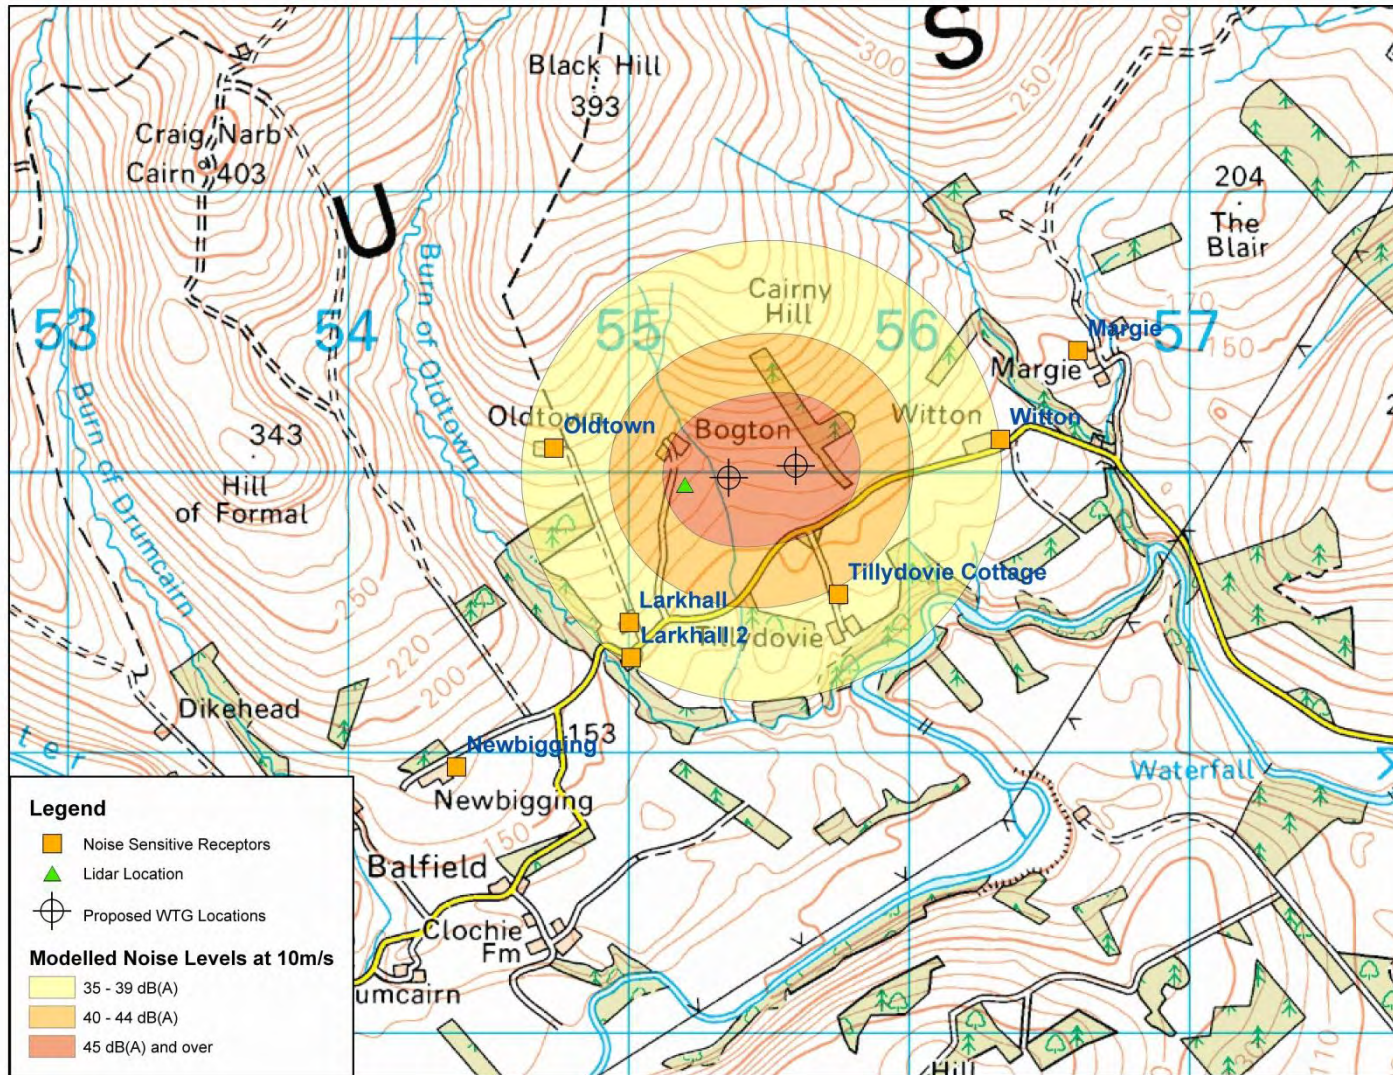 S
300
200
250
Black Hill
393
Craig Narb
Cairn 403
204
The
Blair
U
Burn of Oldtown
Cairny
Hill
53
54
55
56
57
170
150
Margie
Margie
Burn of Drumcairn
343
Hill
of Formal
Oldtown
Oldtown
Bogton
Witton
Witton
250
220
200
Tillydovie Cottage
Larkhall
Larkhall 2
Tillydovie
Dikehead
153
Newbigging
Newbigging
150
Waterfall
ter
Balfield
Clochie
Fm
umcairn
Hill
110
Legend
Noise Sensitive Receptors
Lidar Location
Proposed WTG Locations
Modelled Noise Levels at 10m/s
35 - 39 dB(A)
40 - 44 dB(A)
45 dB(A) and over